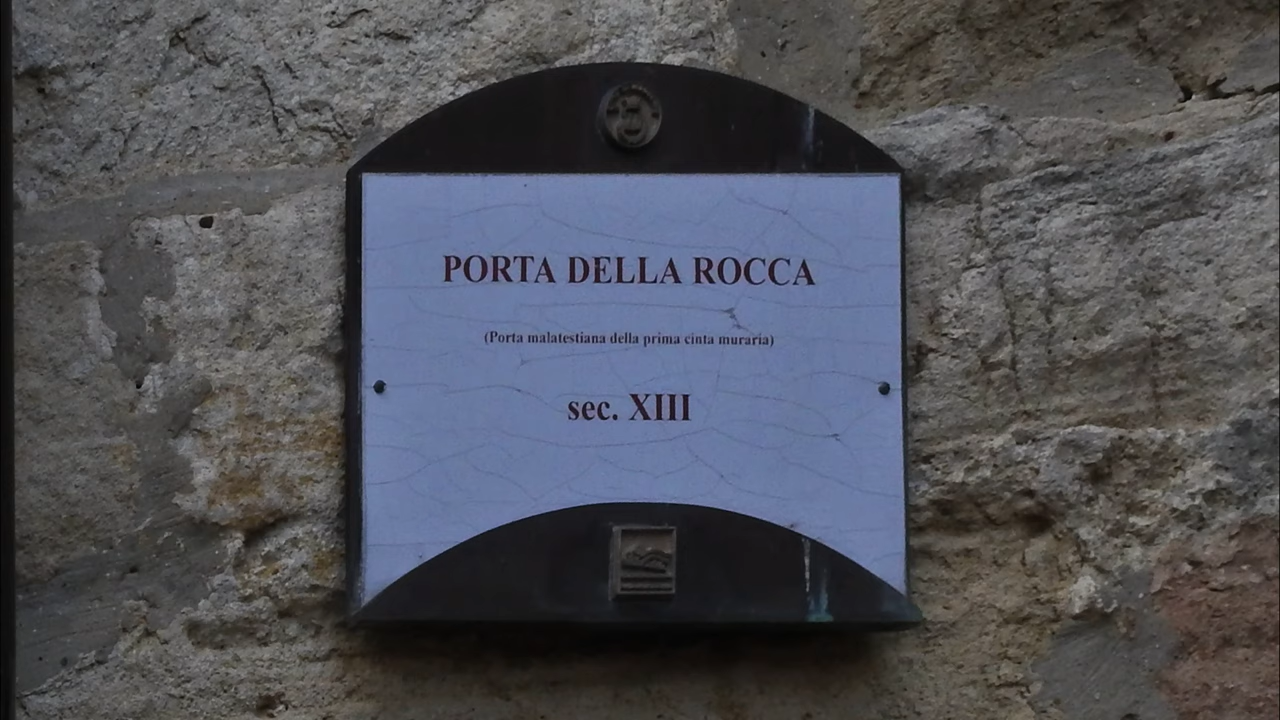 PORTA DELLA ROCCA
(Porta malatestiana della prima cinta muraria)
sec. XIII